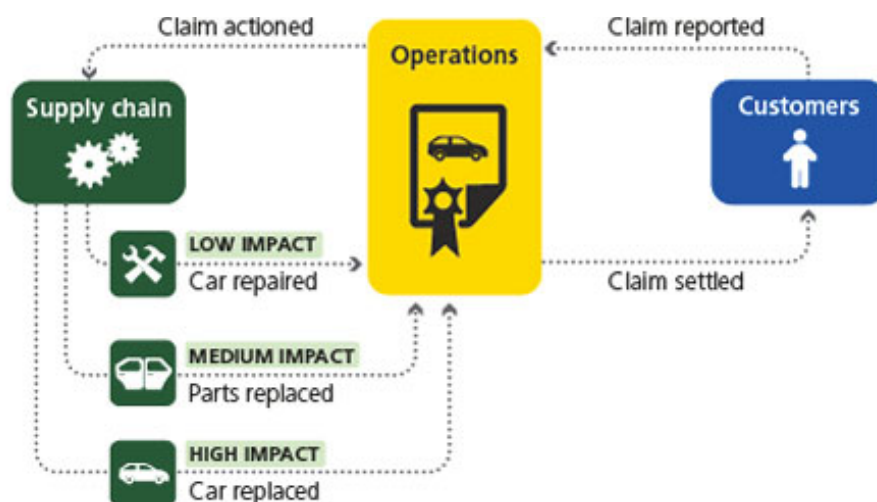 Claim actioned
Operations
Claim reported
Supply chain
Customers
LOW IMPACT
Car repaired
Claim settled
MEDIUM IMPACT
Parts replaced
HIGH IMPACT
Car replaced